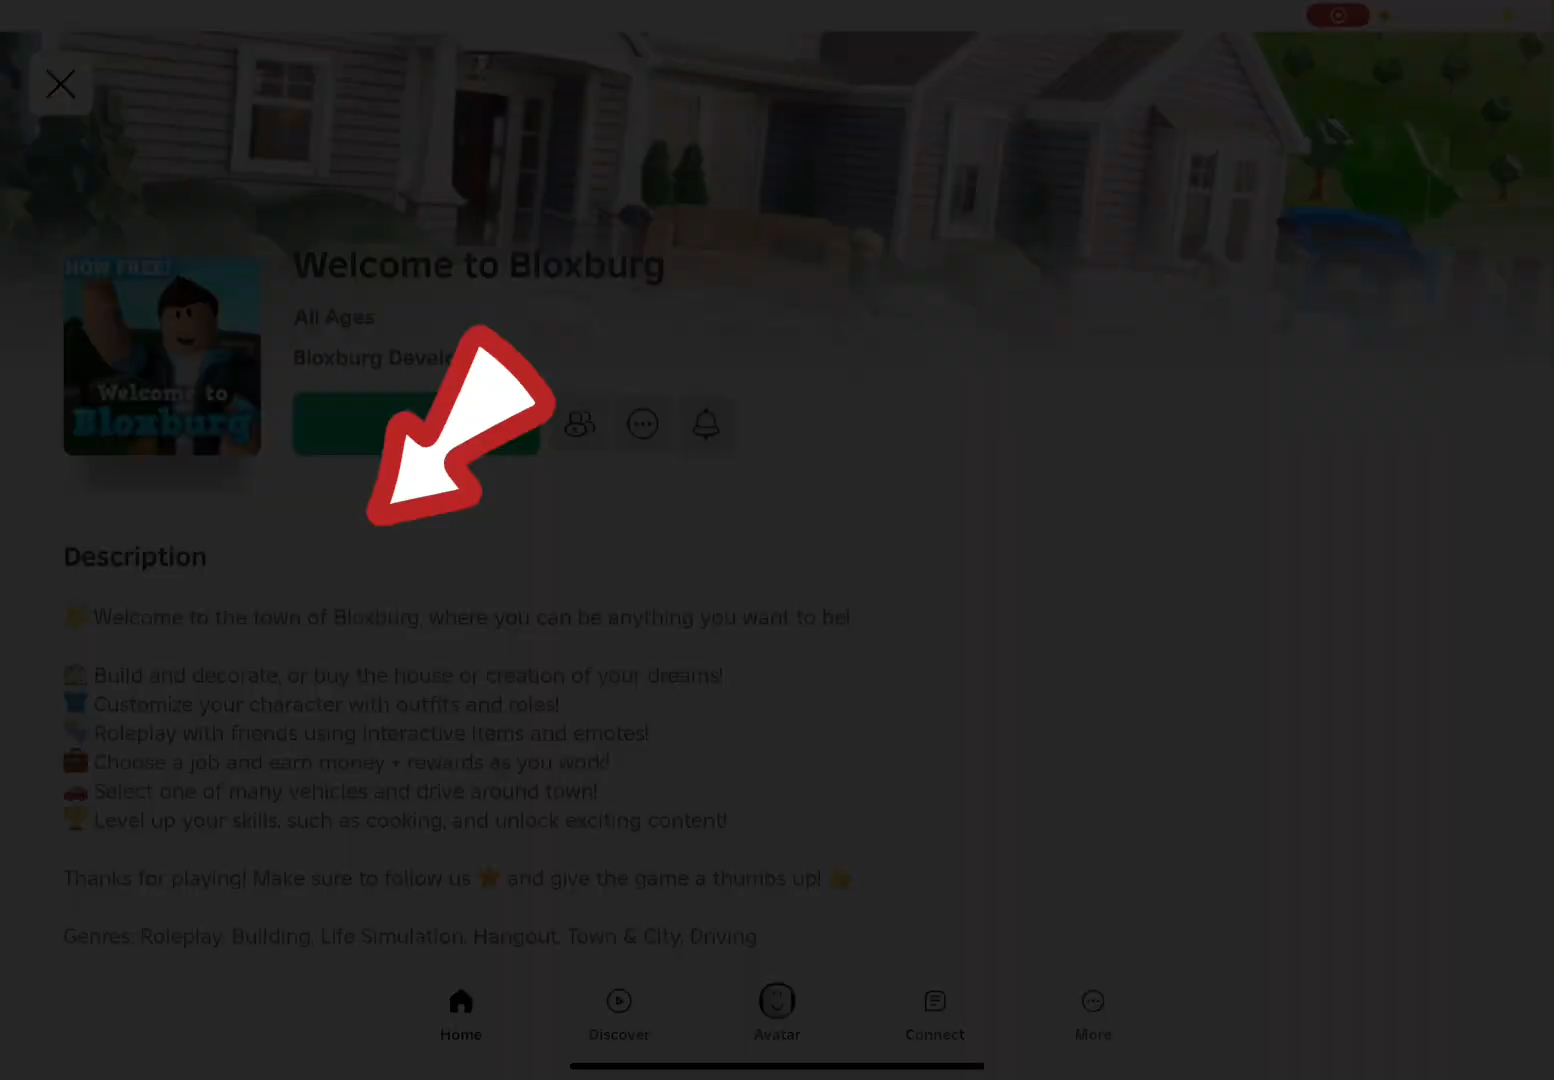 NOW FREE!
Welcome to
Bloxburg
Welcome to Bloxburg
All Ages
Bloxburg Devel
Description
Welcome to the town of Bloxburg, where you can be anything you want to be!
Build and decorate, or buy the house or creation of your dreams!
Customize your character with outfits and roles!
Roleplay with friends using interactive items and emotes!
Choose a job and earn money + rewards as you work!
Select one of many vehicles and drive around town!
Level up your skills, such as cooking, and unlock exciting content!
Thanks for playing! Make sure to follow us ⭐ and give the game a thumbs up! 👍
Genres: Roleplay, Building, Life Simulation, Hangout, Town & City, Driving
Home
Discover
Avatar
Connect
More